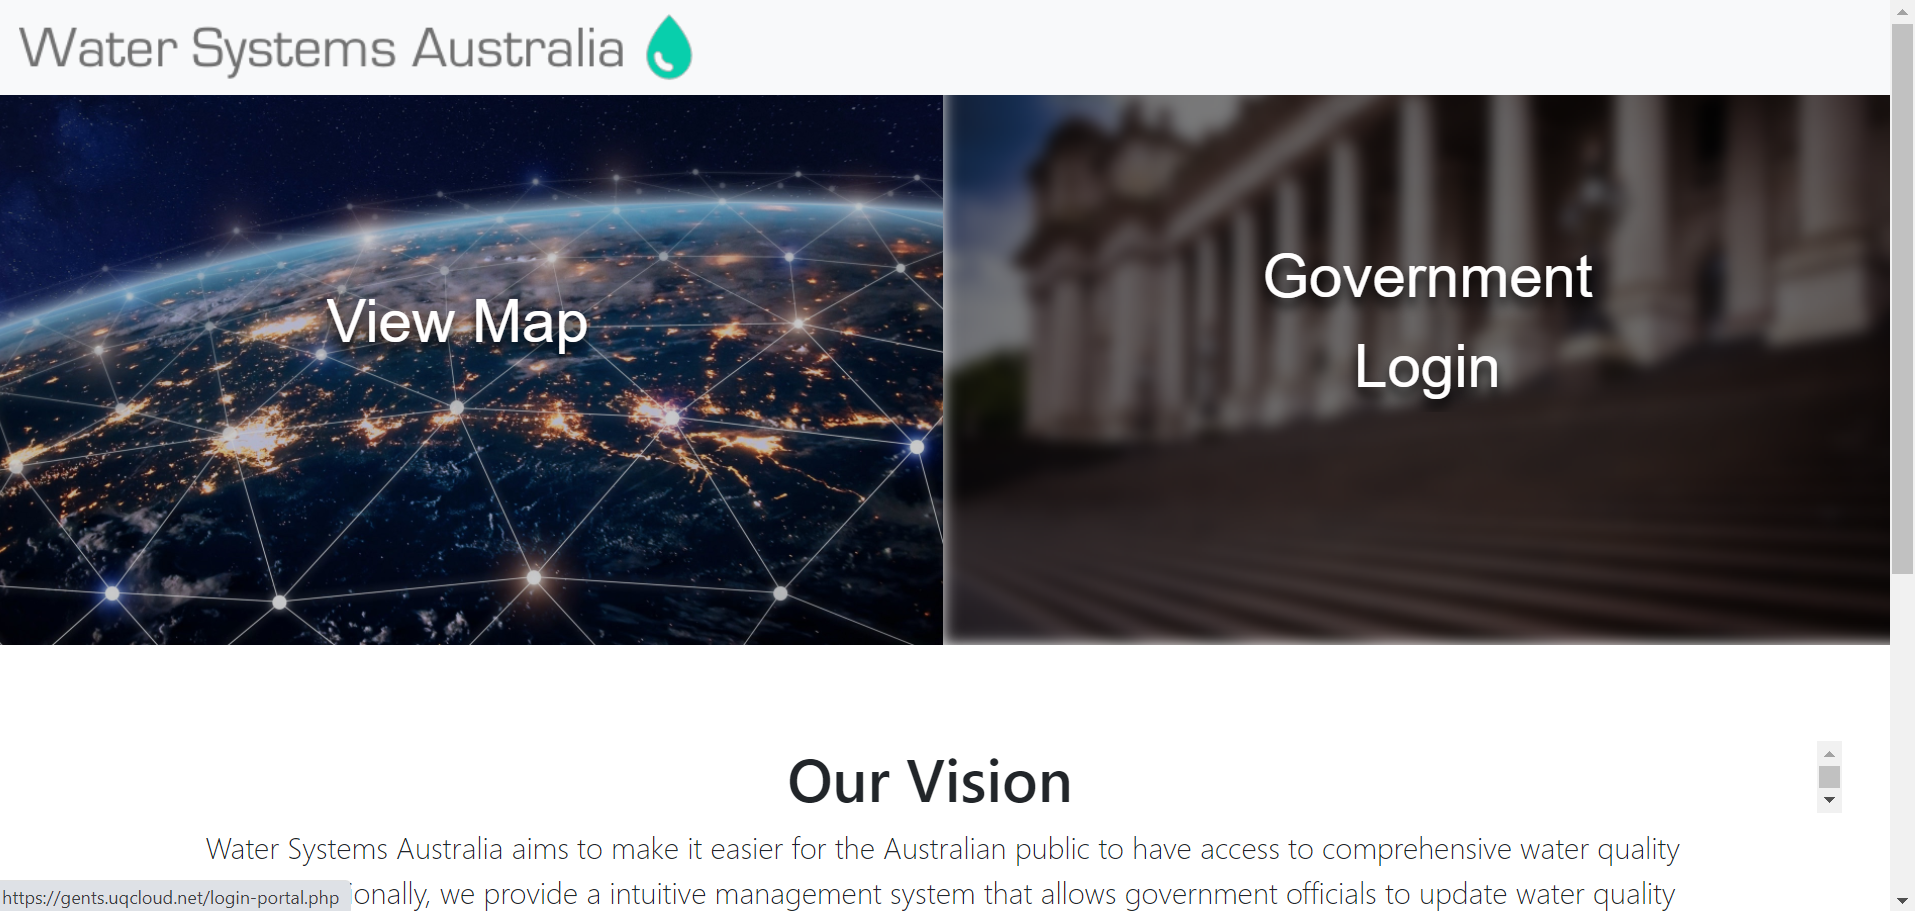 Water Systems Australia
View Map
Government
Login
Our Vision
Water Systems Australia aims to make it easier for the Australian public to have access to comprehensive water quality
we provide a intuitive management system that allows government officials to update water quality
https://gents.uqcloud.net/login-portal.php